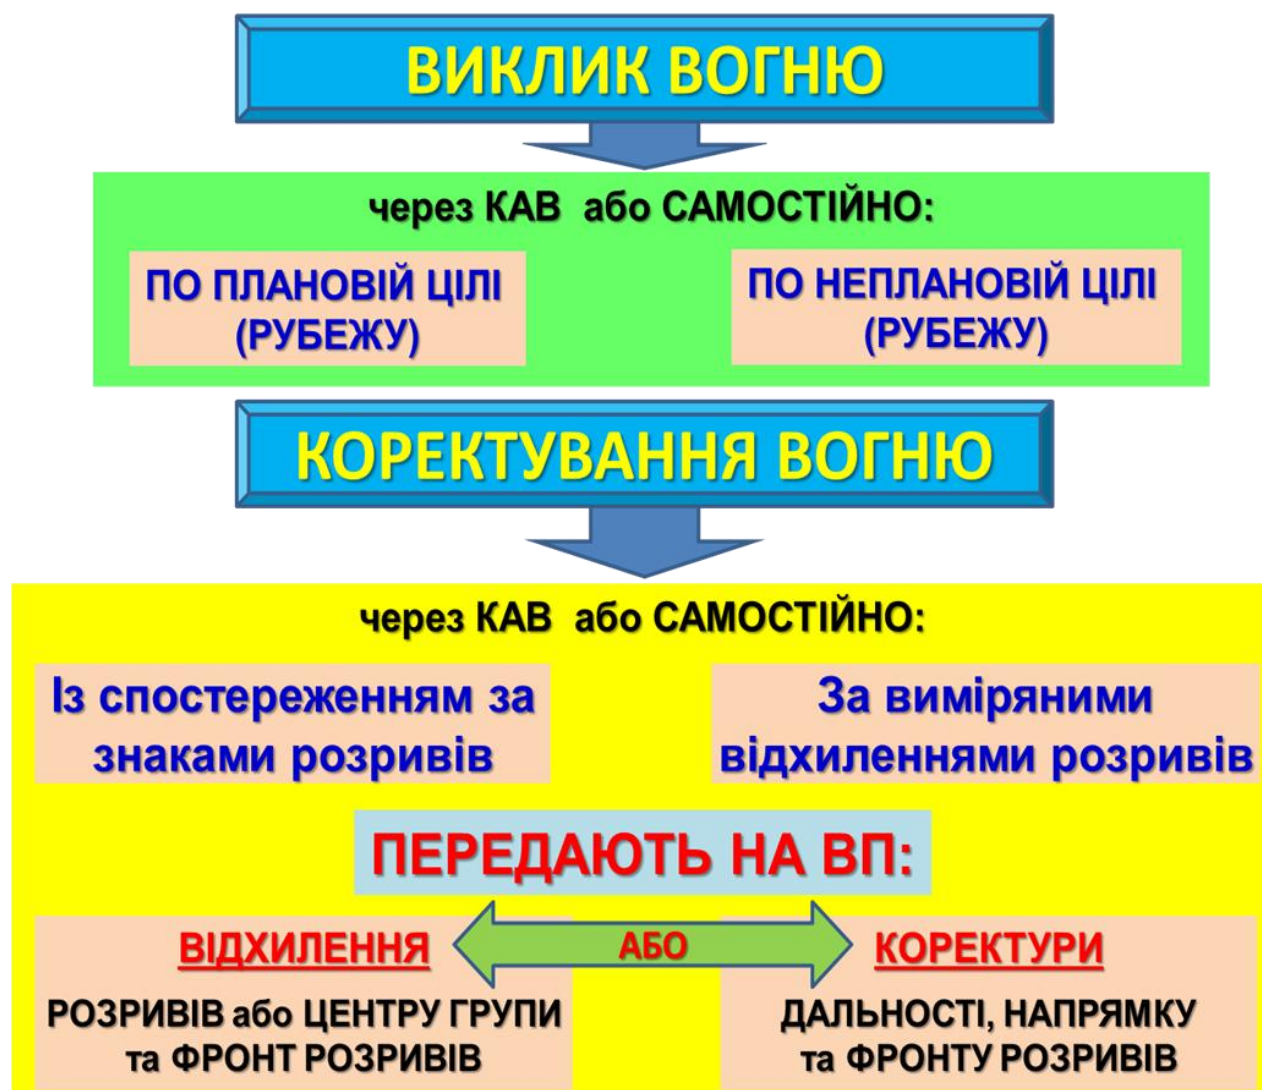 ВИКЛИК ВОГНЮ
через КАВ або САМОСТІЙНО:
ПО ПЛАНОВІЙ ЦІЛІ
(РУБЕЖУ)
ПО НЕПЛАНОВІЙ ЦІЛІ
(РУБЕЖУ)
КОРЕКТУВАННЯ ВОГНЮ
через КАВ або САМОСТІЙНО:
Із спостереженням за
знаками розривів
За виміряними
відхиленнями розривів
ПЕРЕДАЮТЬ НА ВП:
ВІДХИЛЕННЯ
АБО
КОРЕКТУРИ
РОЗРИВІВ або ЦЕНТРУ ГРУПИ
та ФРОНТ РОЗРИВІВ
ДАЛЬНОСТІ, НАПРЯМКУ
та ФРОНТУ РОЗРИВІВ